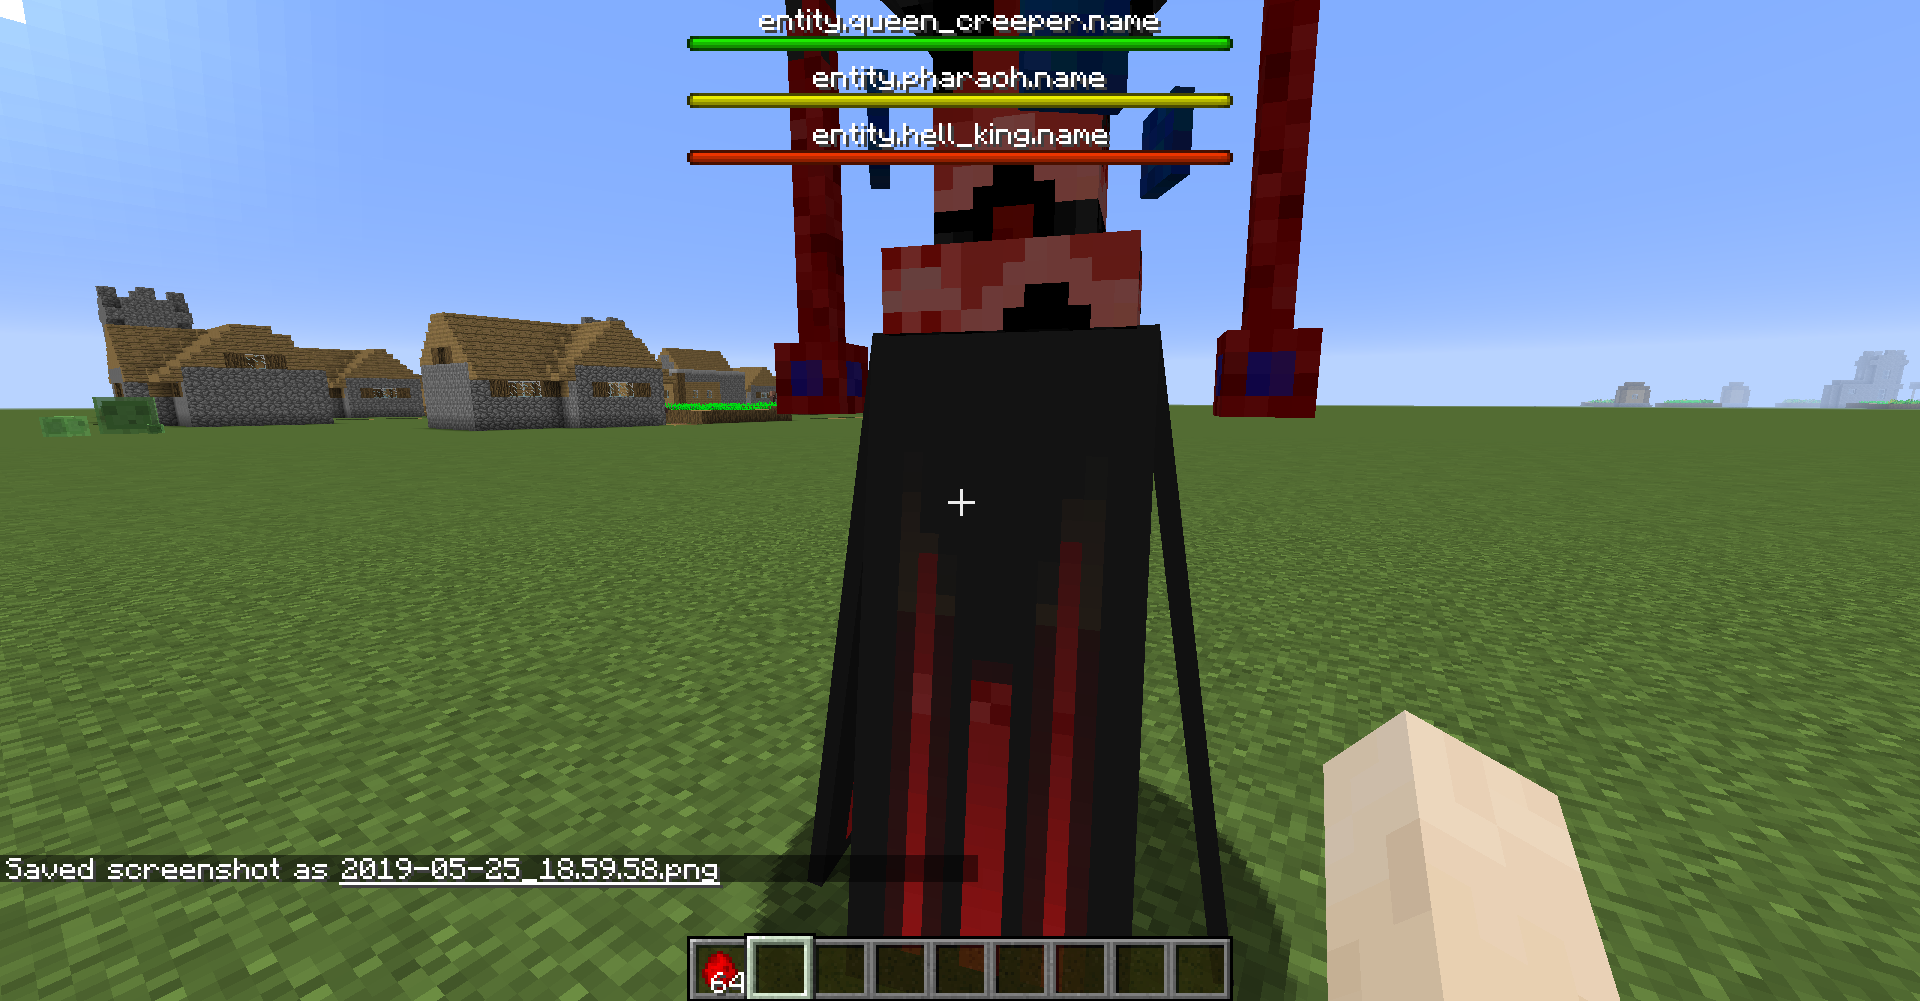 entity.queen_creeper.name
entity.pharaoh.name
entity.hell_king.name
Saved screenshot as 2019-05-25_18.59.58.png
64